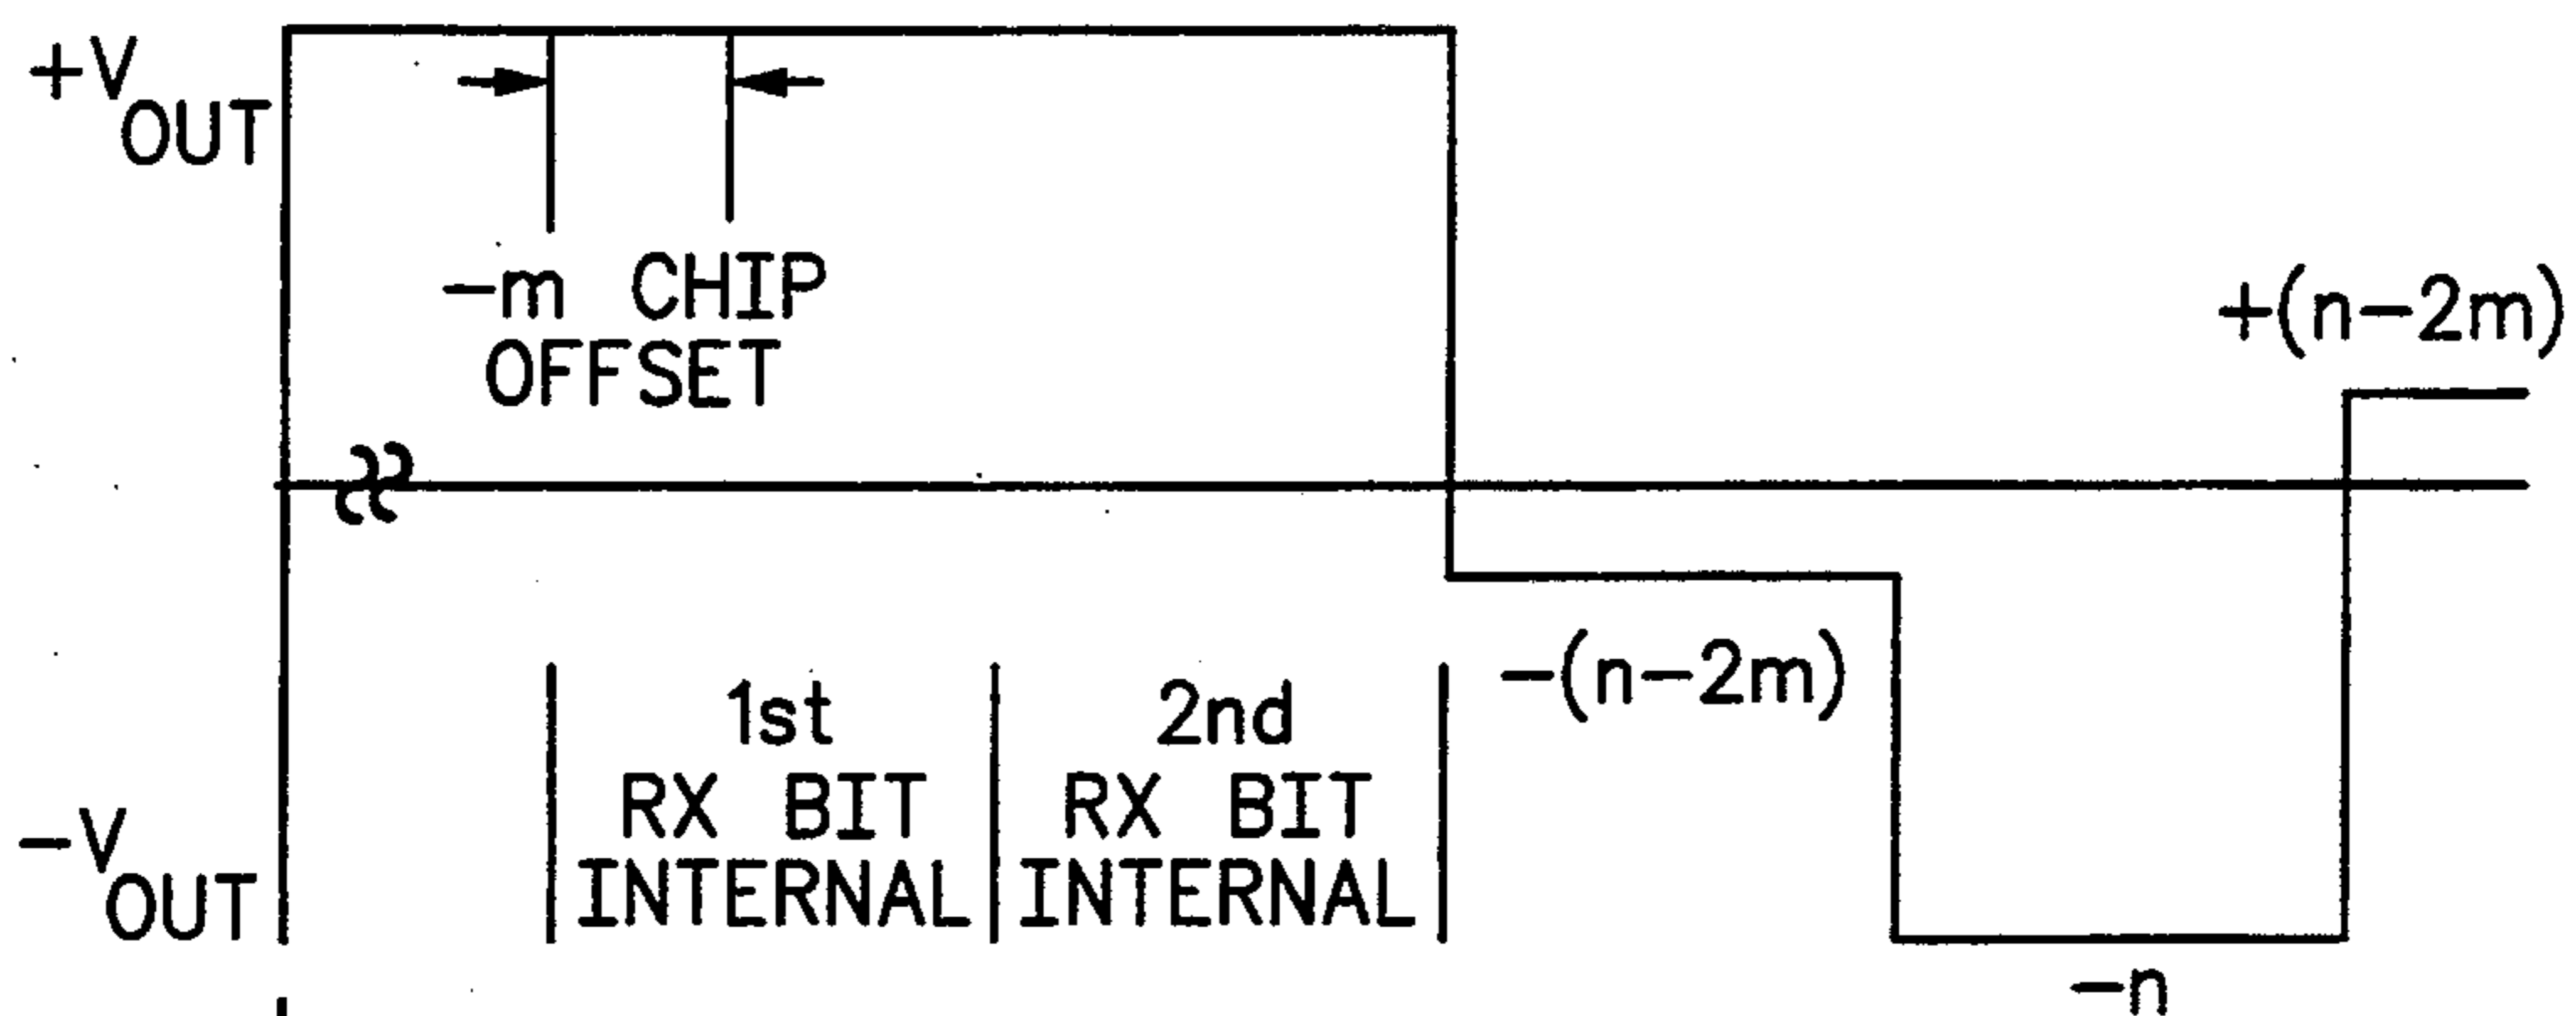 +V
OUT
-m CHIP
OFFSET
+(n-2m)
-(n-2m)
1st
RX BIT
INTERNAL
2nd
RX BIT
INTERNAL
-V
OUT
-n